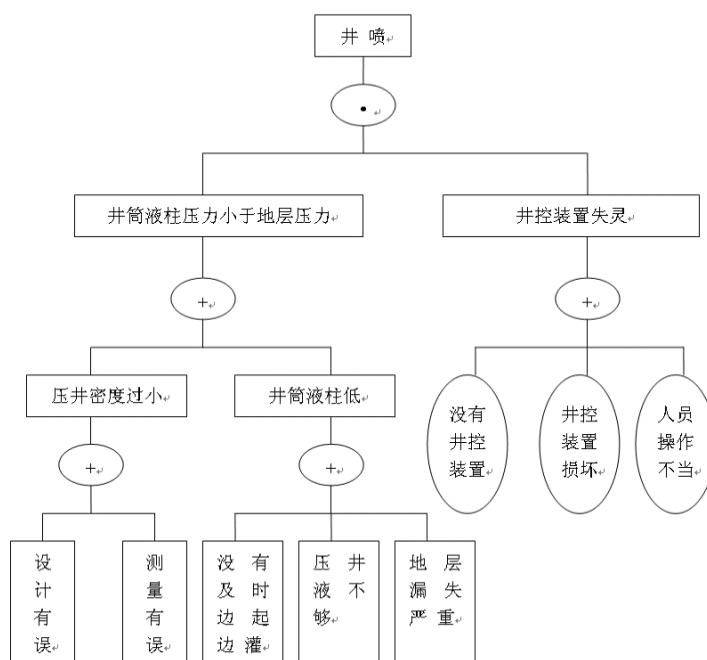 井 喷
•
井筒液柱压力小于地层压力
井控装置失灵
+
+
压井密度过小
井筒液柱低
没有
井控
装置
井控
装置
损坏
人员
操作
不当
+
+
设
计
有
误
测
量
有
误
没 有
及 时
边 起
边 灌
压 井
液 不
够
地 层
漏 失
严 重